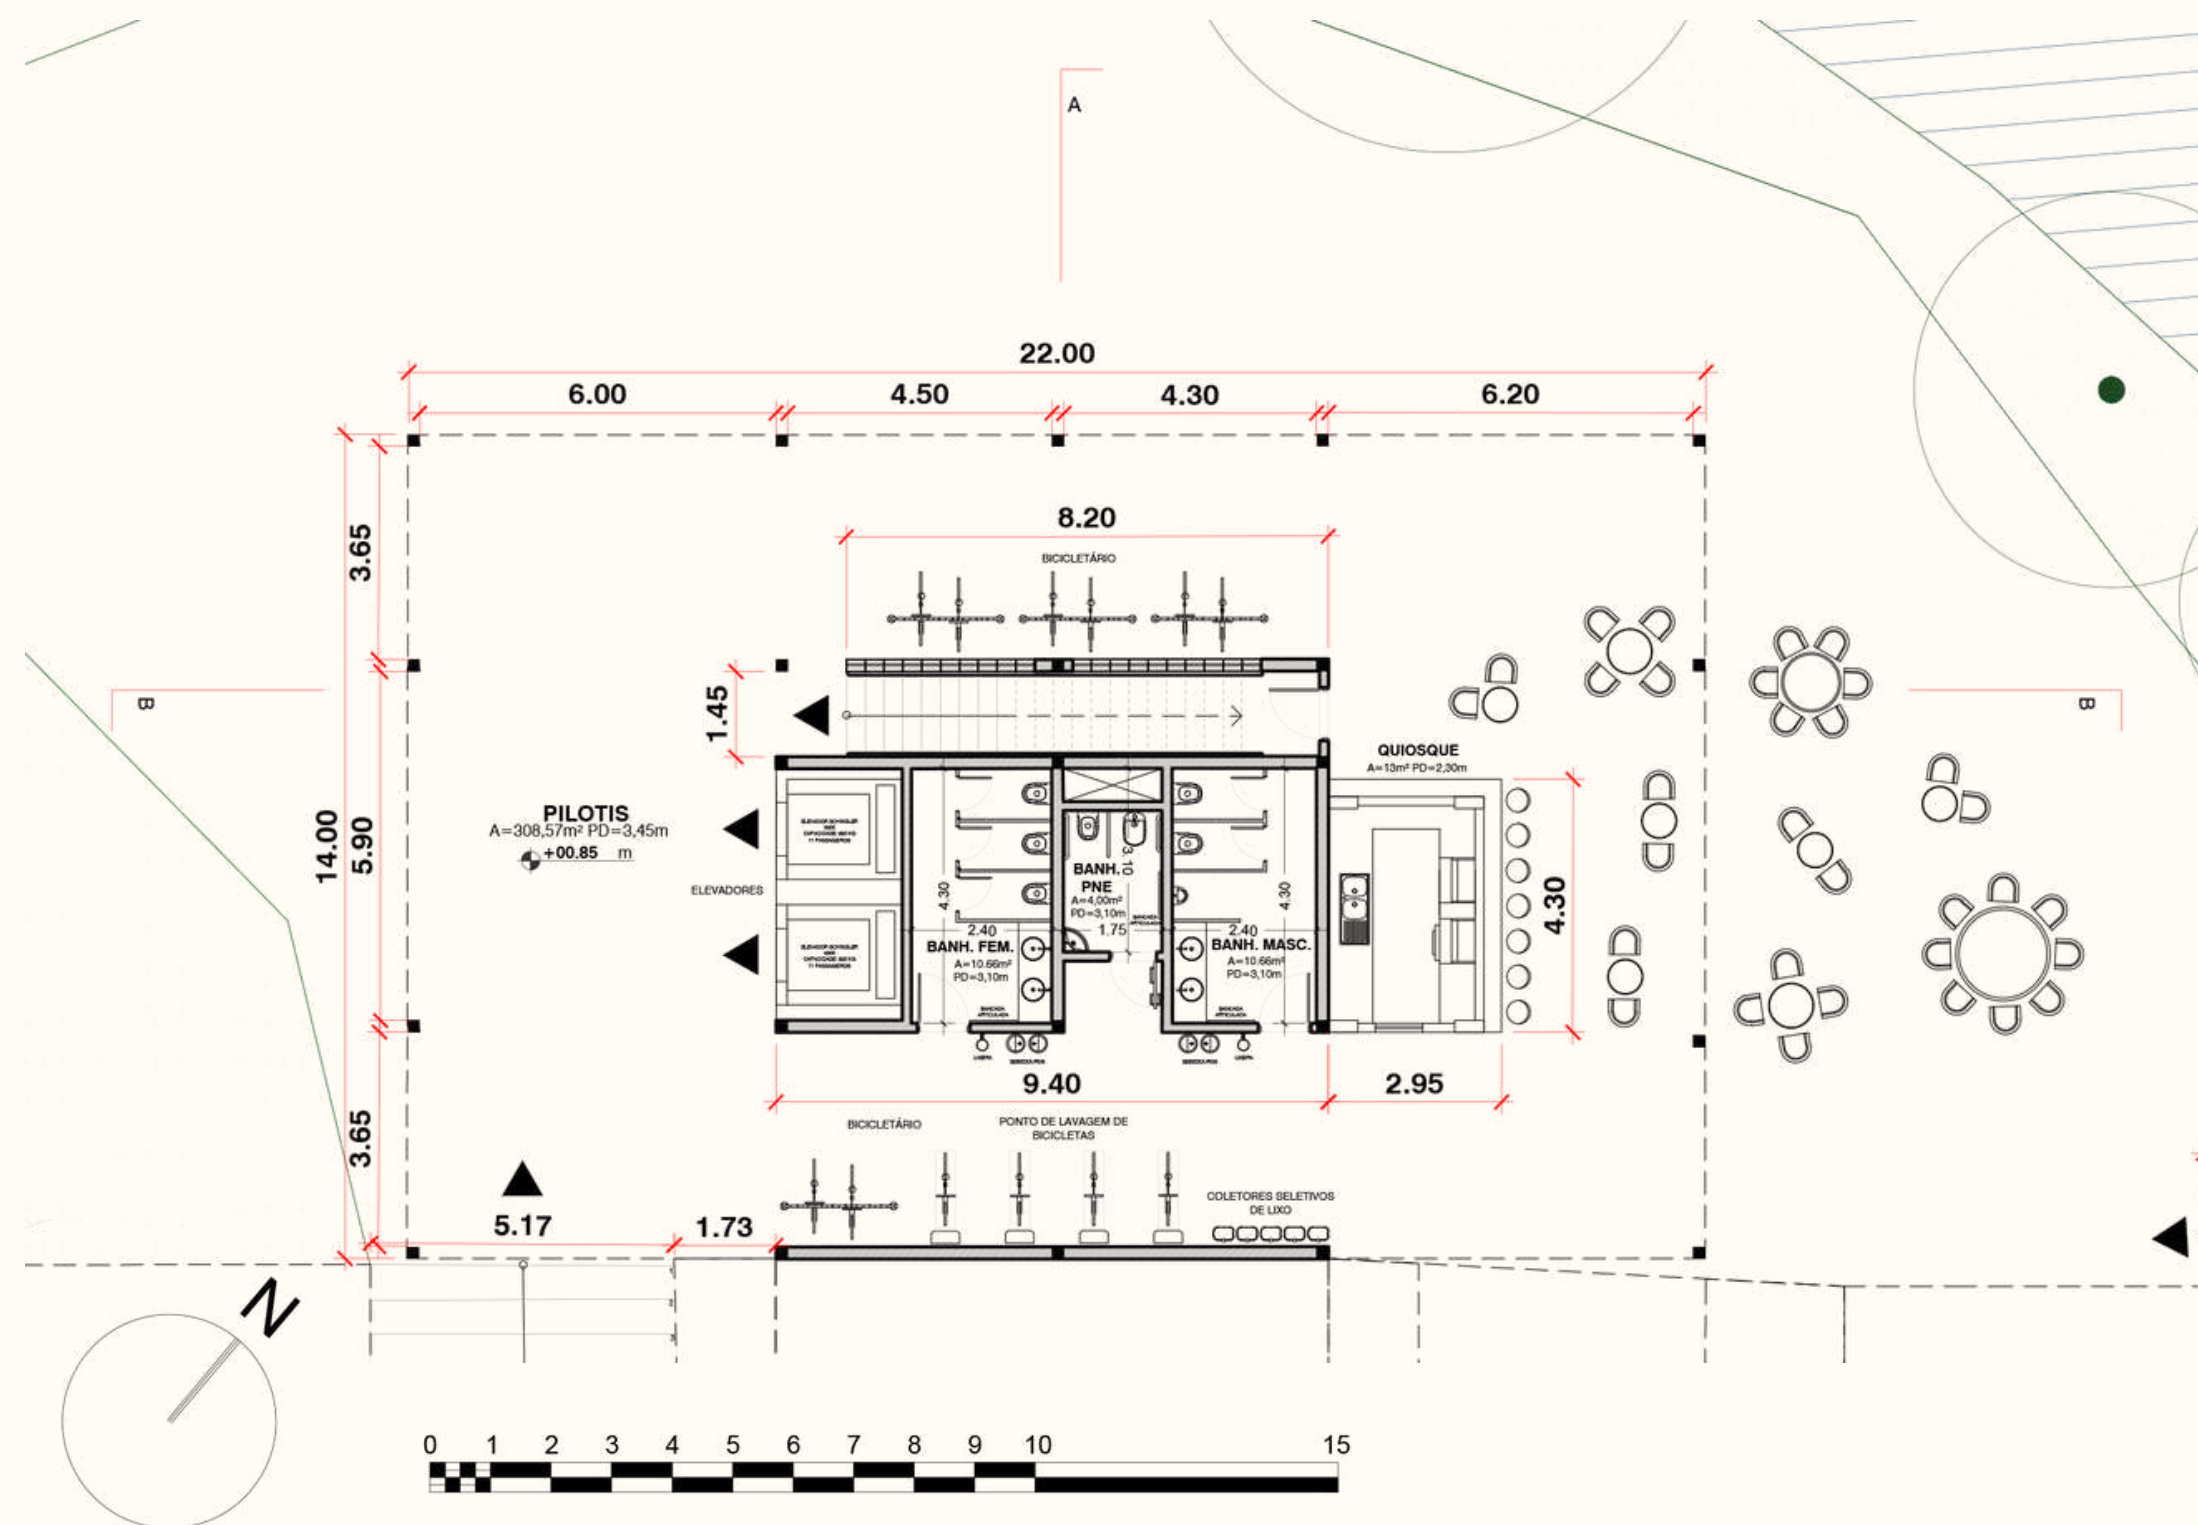 A
22.00
6.00
4.50
4.30
6.20
3.65
8.20
BICICLETÁRIO
1.45
B
B
QUIOSQUE
A=13m² PD=2,30m
14.00
5.90
PILOTIS
A=308,57m² PD=3,45m
+00.85 m
ELEVADORES
4.30
2.40
BANH. FEM.
A=10.66m²
PD=3,10m
3.10
BANH.
PNE
A=4,00m²
PD=3,10m
1.75
4.30
2.40
BANH. MASC.
A=10.66m²
PD=3,10m
4.30
9.40
2.95
3.65
BICICLETÁRIO
PONTO DE LAVAGEM DE
BICICLETAS
COLETORES SELETIVOS
DE LIXO
5.17
1.73
N
0 1 2 3 4 5 6 7 8 9 10 15